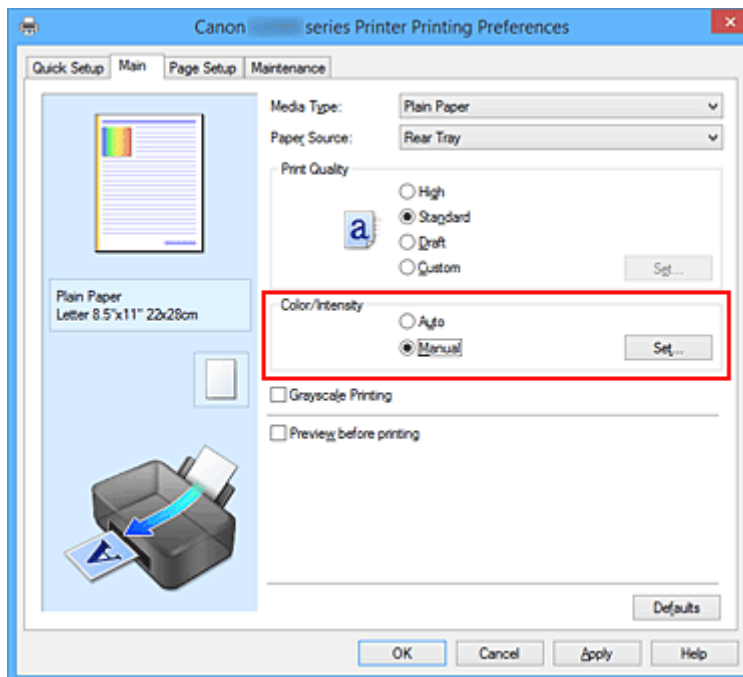 Canon series Printer Printing Preferences
Quick Setup Main Page Setup Maintenance
Media Type: Plain Paper
Paper Source: Rear Tray
Print Quality
High
a Standard
Draft
Custom Set...
Plain Paper
Letter 8.5"x11" 22x28cm
Color/Intensity
Auto
Manual Set...
Grayscale Printing
Preview before printing
A
Defaults
OK Cancel Apply Help